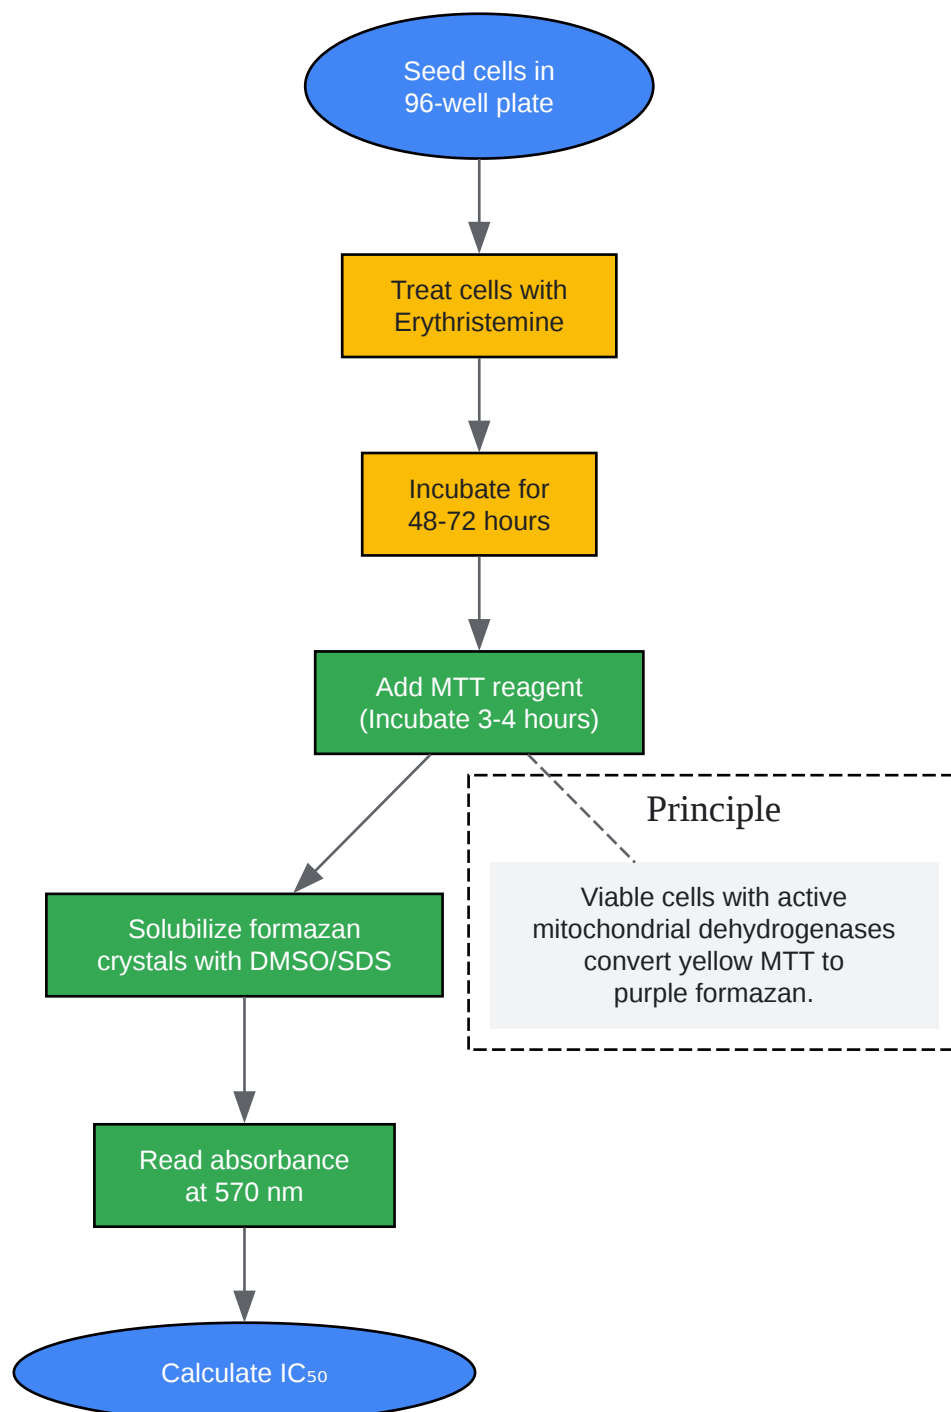 Seed cells in
96-well plate
Treat cells with
Erythristemine
Incubate for
48-72 hours
Add MTT reagent
(Incubate 3-4 hours)
Principle
Viable cells with active
mitochondrial dehydrogenases
convert yellow MTT to
purple formazan.
Solubilize formazan
crystals with DMSO/SDS
Read absorbance
at 570 nm
Calculate IC₅₀